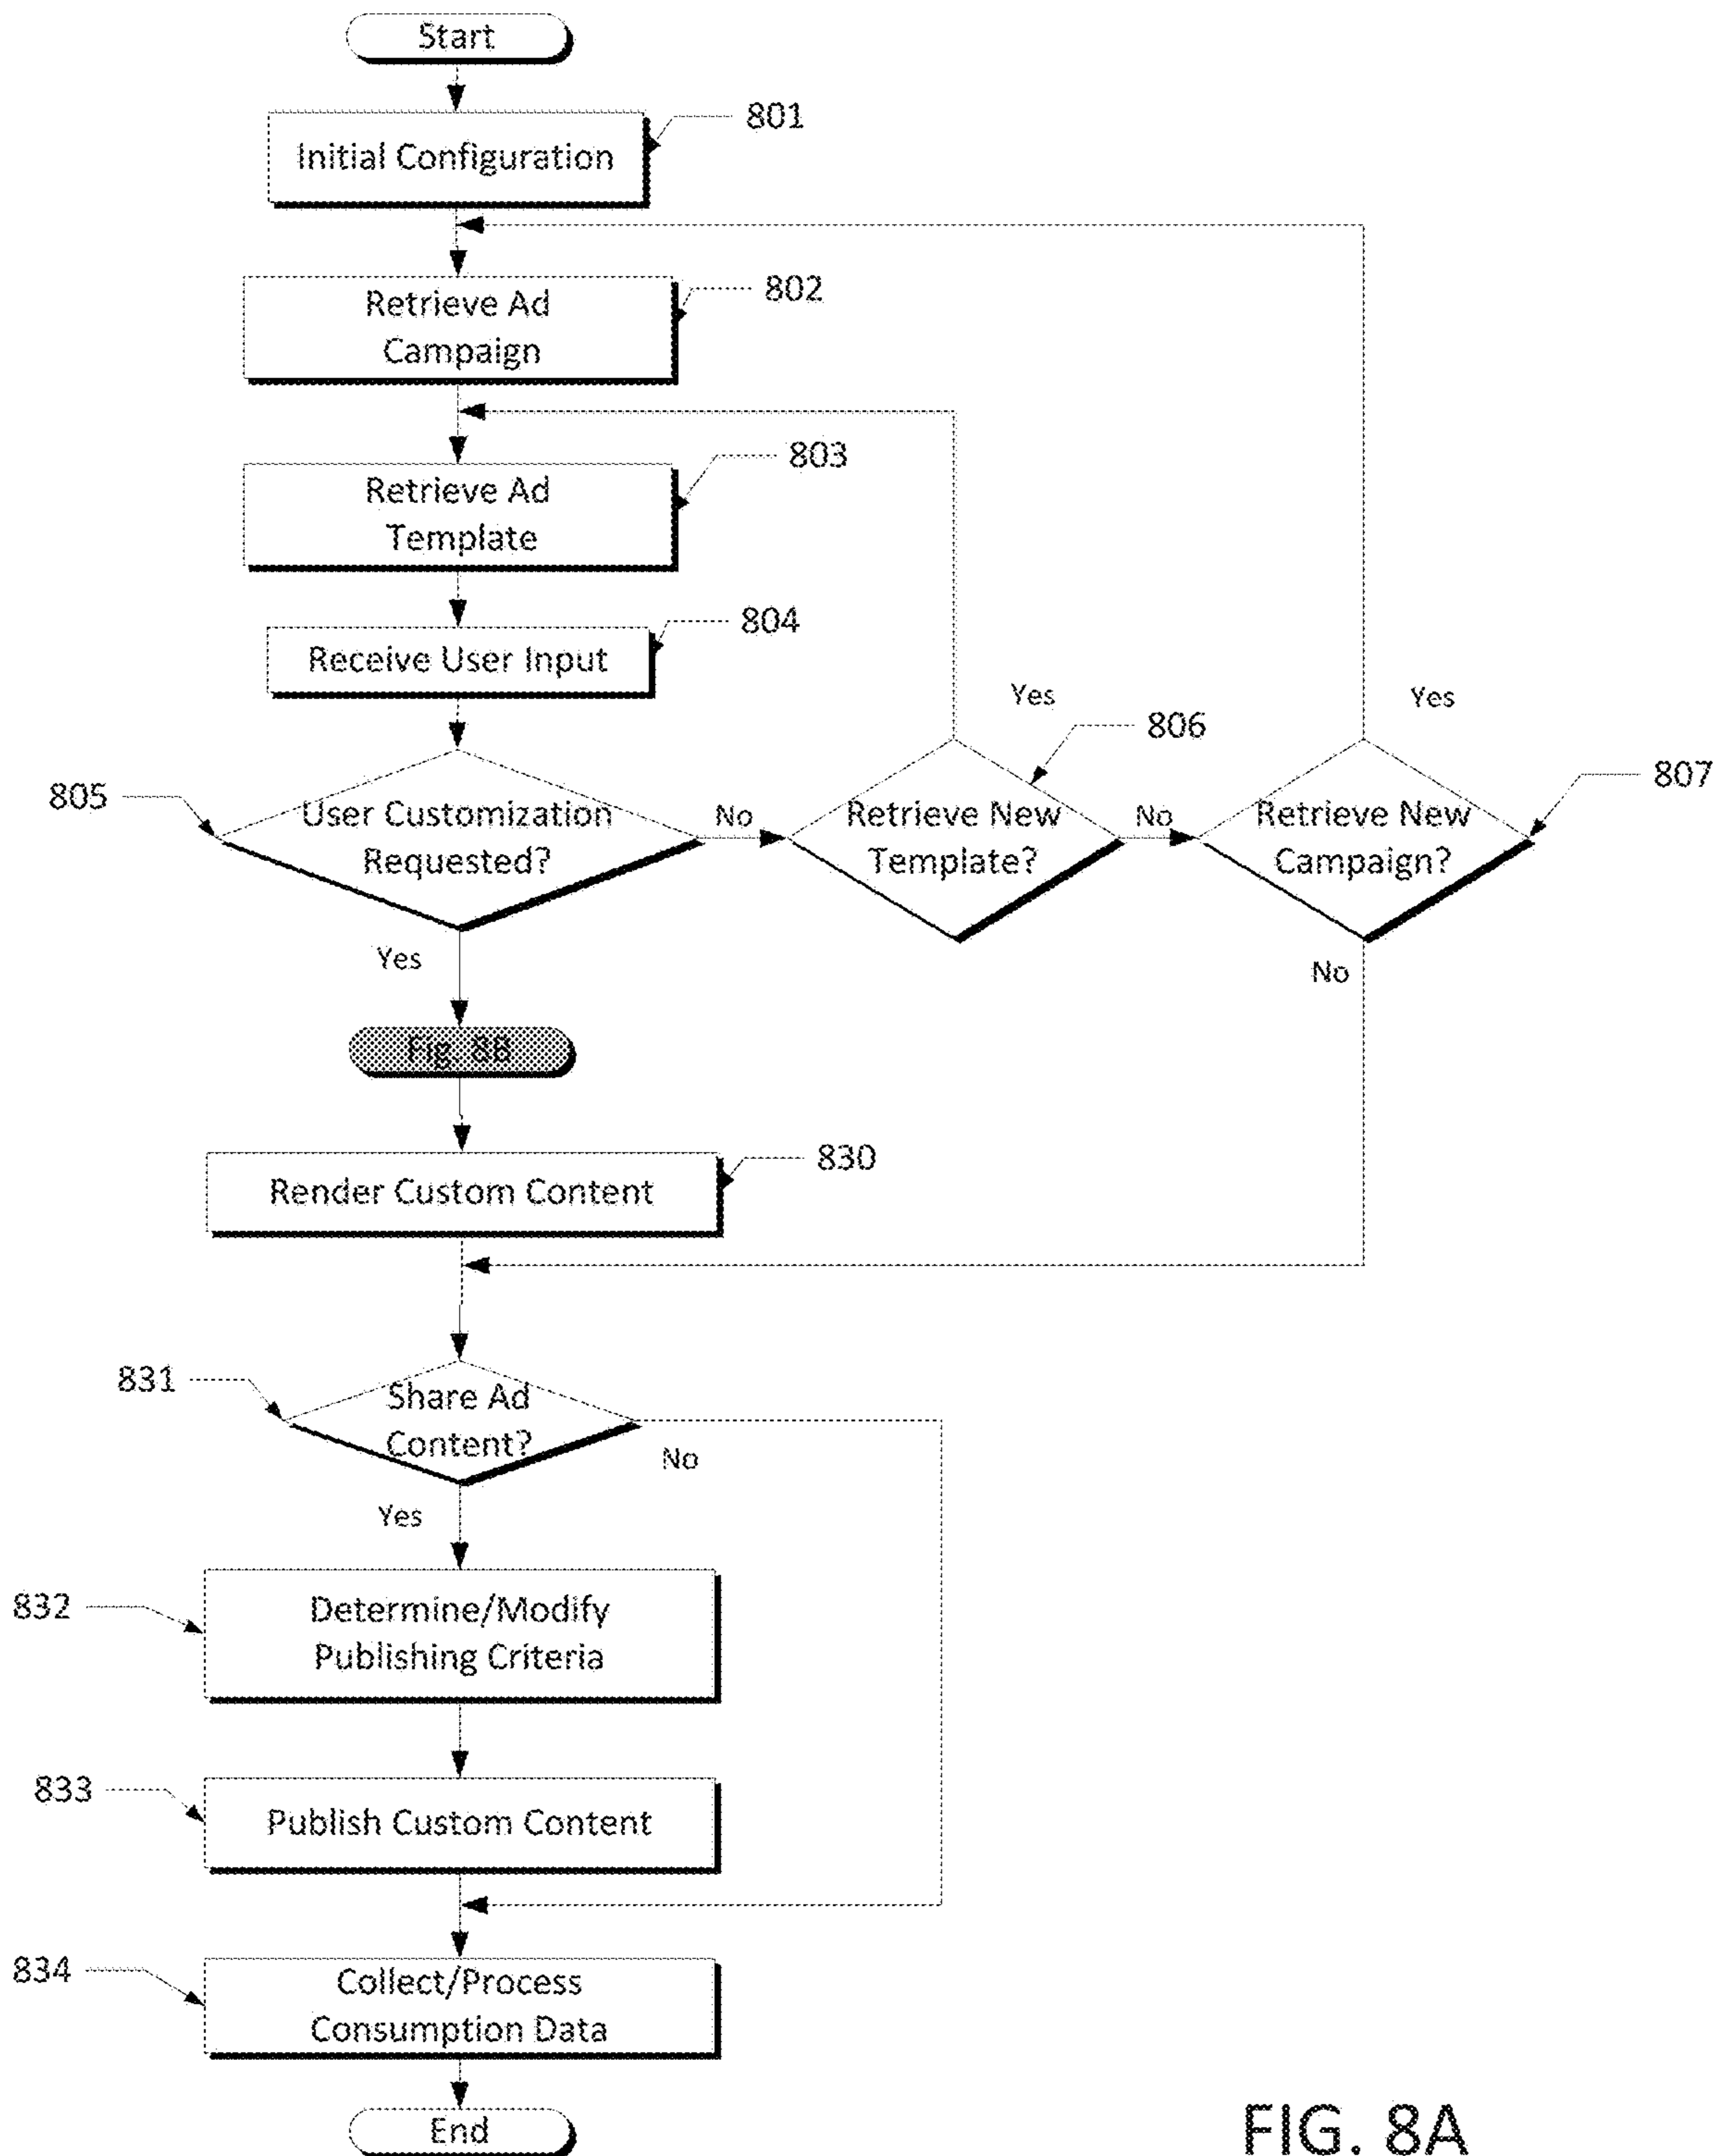 Start
801
Initial Configuration
802
Retrieve Ad
Campaign
803
Retrieve Ad
Template
804
Receive User Input
Yes
Yes
806
807
805
User Customization
Requested?
No
Retrieve New
Template?
No
Retrieve New
Campaign?
Yes
No
Fig. 8B
830
Render Custom Content
831
Share Ad
Content?
No
Yes
832
Determine/Modify
Publishing Criteria
833
Publish Custom Content
834
Collect/Process
Consumption Data
End
FIG. 8A